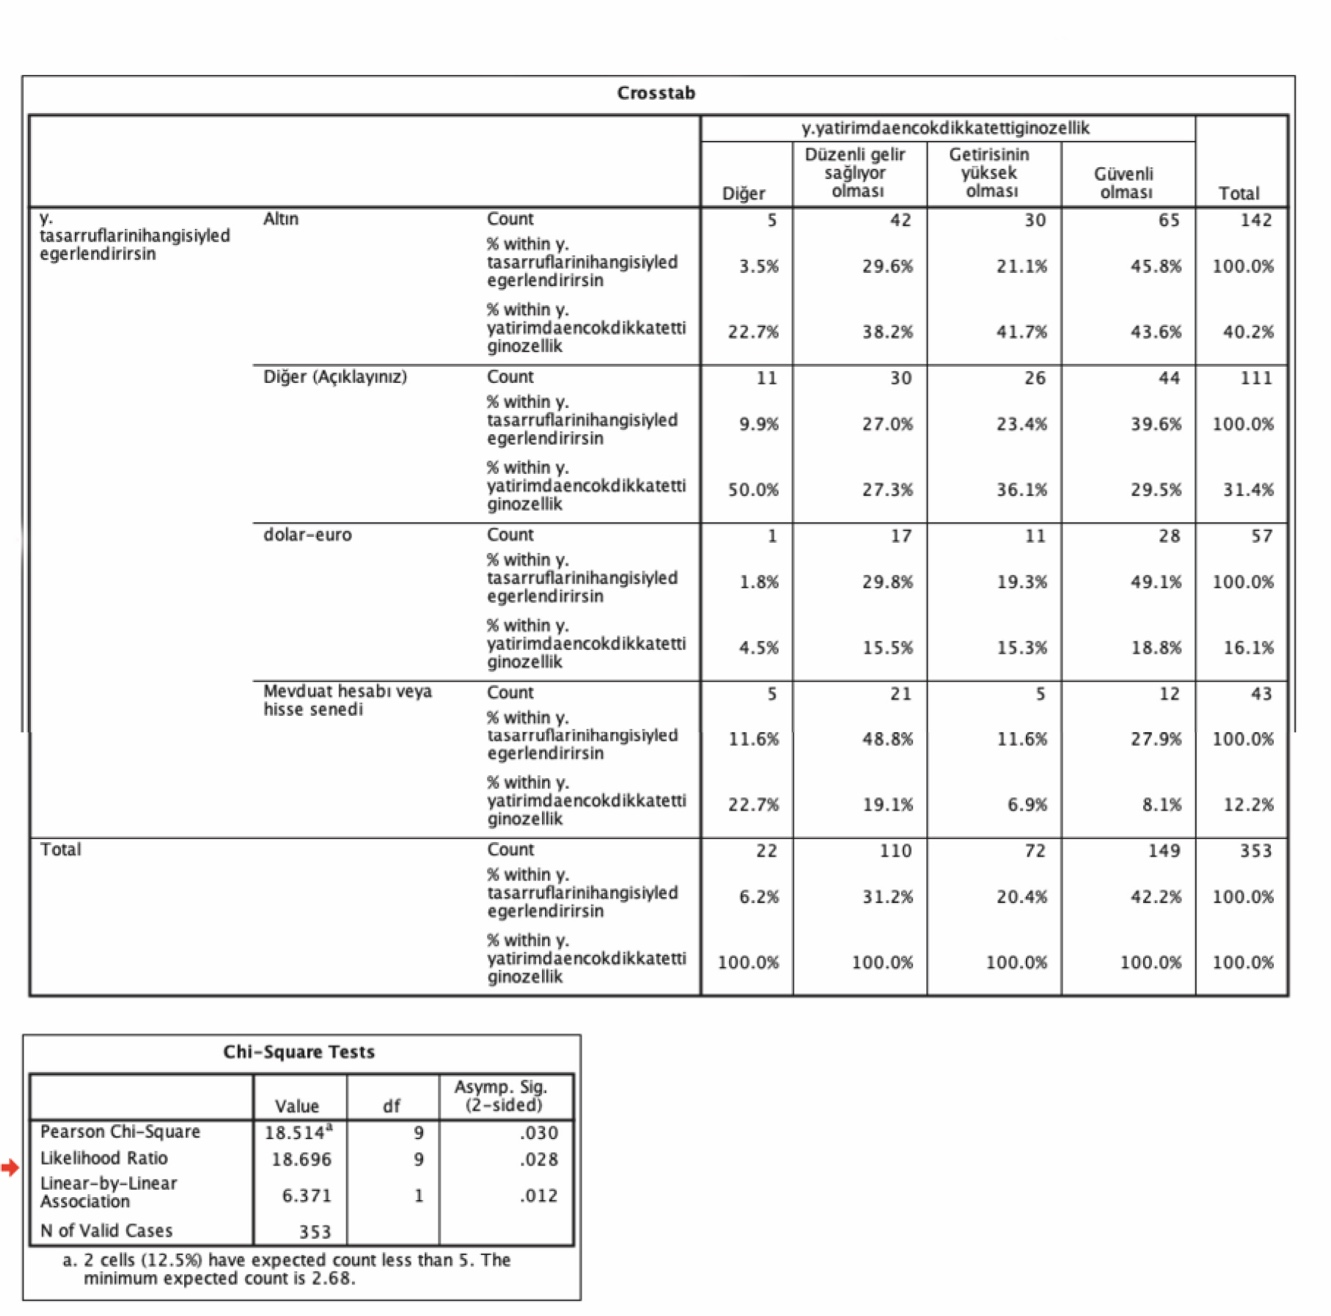 Crosstab
y.yatirimdaencokdikkatettiginozellik
Diğer
Düzenli gelir
sağlıyor
olması
Getirisinin
yüksek
olması
Güvenli
olması
Total
y.
tasarruflarinihangisiyled
egerlendirirsin
Altın
Count 5 42 30 65 142
% within y.
tasarruflarinihangisiyled
egerlendirirsin
3.5% 29.6% 21.1% 45.8% 100.0%
% within y.
yatirimdaencokdikkatetti
ginozellik
22.7% 38.2% 41.7% 43.6% 40.2%
Diğer (Açıklayınız)
Count 11 30 26 44 111
% within y.
tasarruflarinihangisiyled
egerlendirirsin
9.9% 27.0% 23.4% 39.6% 100.0%
% within y.
yatirimdaencokdikkatetti
ginozellik
50.0% 27.3% 36.1% 29.5% 31.4%
dolar-euro
Count 1 17 11 28 57
% within y.
tasarruflarinihangisiyled
egerlendirirsin
1.8% 29.8% 19.3% 49.1% 100.0%
% within y.
yatirimdaencokdikkatetti
ginozellik
4.5% 15.5% 15.3% 18.8% 16.1%
Mevduat hesabı veya
hisse senedi
Count 5 21 5 12 43
% within y.
tasarruflarinihangisiyled
egerlendirirsin
11.6% 48.8% 11.6% 27.9% 100.0%
% within y.
yatirimdaencokdikkatetti
ginozellik
22.7% 19.1% 6.9% 8.1% 12.2%
Total
Count 22 110 72 149 353
% within y.
tasarruflarinihangisiyled
egerlendirirsin
6.2% 31.2% 20.4% 42.2% 100.0%
% within y.
yatirimdaencokdikkatetti
ginozellik
100.0% 100.0% 100.0% 100.0% 100.0%
Chi-Square Tests
Value df Asymp. Sig.
(2-sided)
Pearson Chi-Square 18.514a 9 .030
Likelihood Ratio 18.696 9 .028
Linear-by-Linear
Association 6.371 1 .012
N of Valid Cases 353
a. 2 cells (12.5%) have expected count less than 5. The
minimum expected count is 2.68.